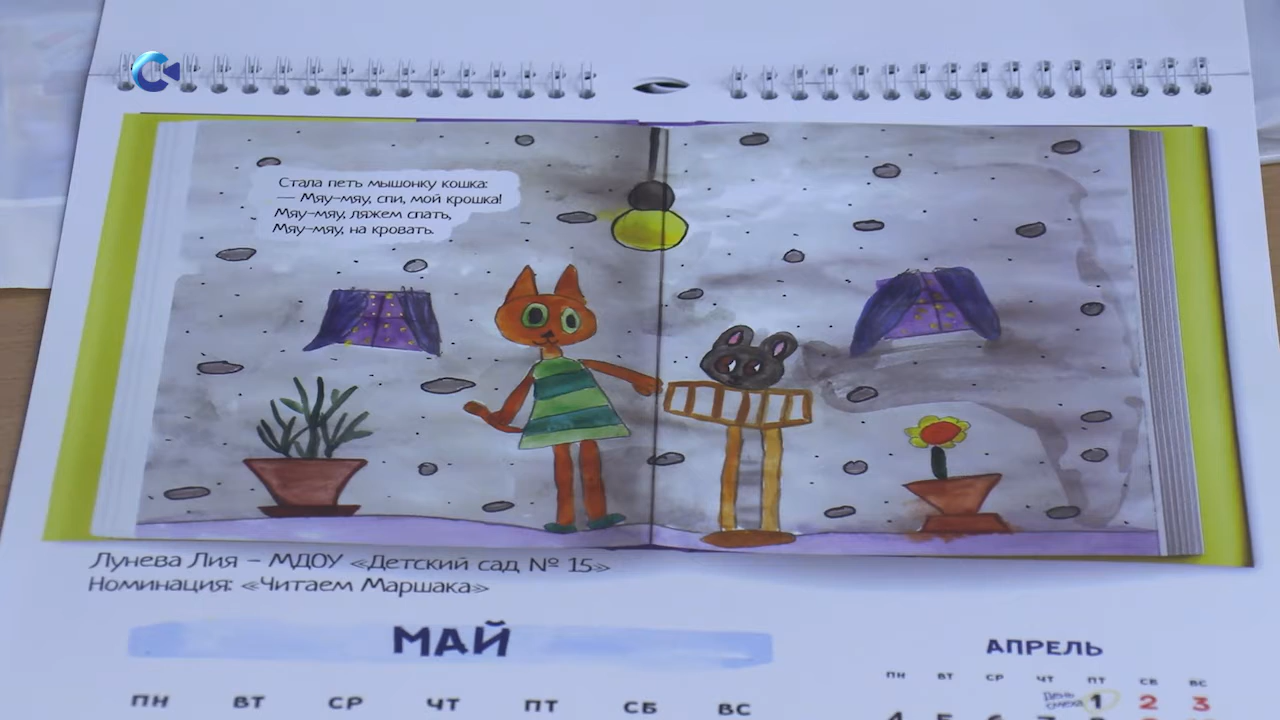 Стала петь мышонку кошка:
— Мяу-мяу, спи, мой крошка!
Мяу-мяу, ляжем спать,
Мяу-мяу, на кровать.
Лунева Лия – МДОУ «Детский сад № 15»
Номинация: «Читаем Маршака»
МАЙ
ПН ВТ СР ЧТ ПТ СБ ВС
АПРЕЛЬ
ПН ВТ СР ЧТ ПТ СБ ВС
День смеха 1 2 3